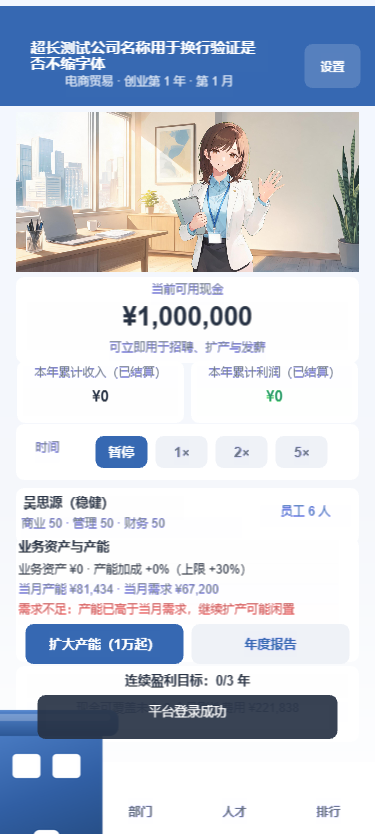 超长测试公司名称用于换行验证是
否不缩字体
电商贸易 · 创业第 1 年 · 第 1 月
设置
当前可用现金
¥1,000,000
可立即用于招聘、扩产与发薪
本年累计收入（已结算）
¥0
本年累计利润（已结算）
¥0
时间
暂停
1×
2×
5×
吴思源（稳健）
商业 50 · 管理 50 · 财务 50
员工 6 人
业务资产与产能
业务资产 ¥0 · 产能加成 +0%（上限 +30%）
当月产能 ¥81,434 · 当月需求 ¥67,200
需求不足：产能已高于当月需求，继续扩产可能闲置
扩大产能（1万起）
年度报告
连续盈利目标：0/3 年
平台登录成功
¥221,838
部门
人才
排行